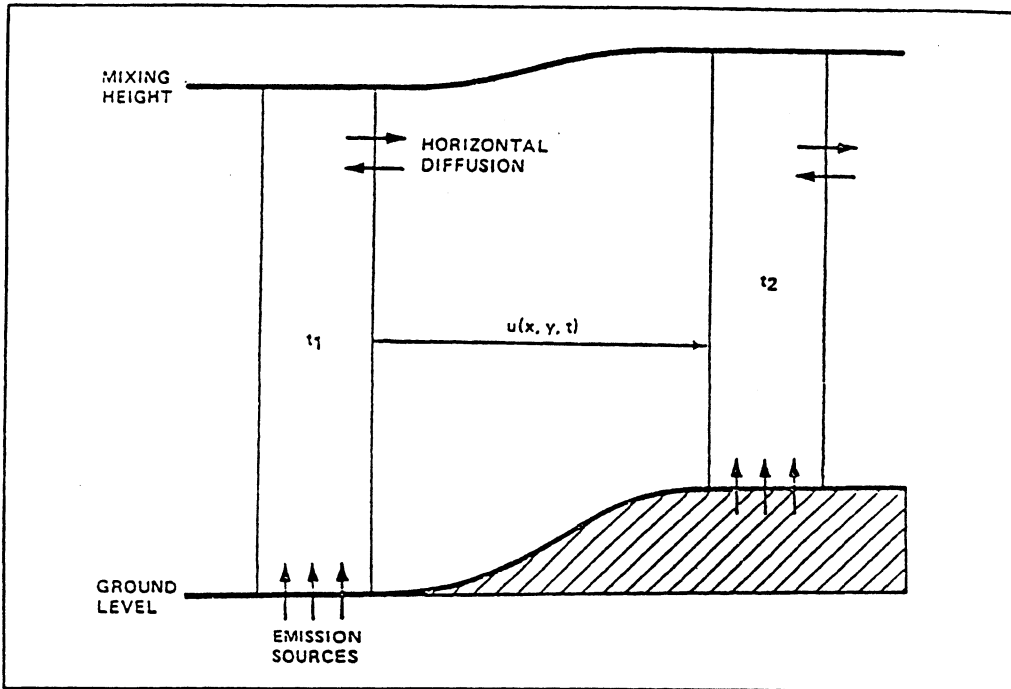 MIXING
HEIGHT
HORIZONTAL
DIFFUSION
t2
u(x, y, t)
t1
GROUND
LEVEL
EMISSION
SOURCES